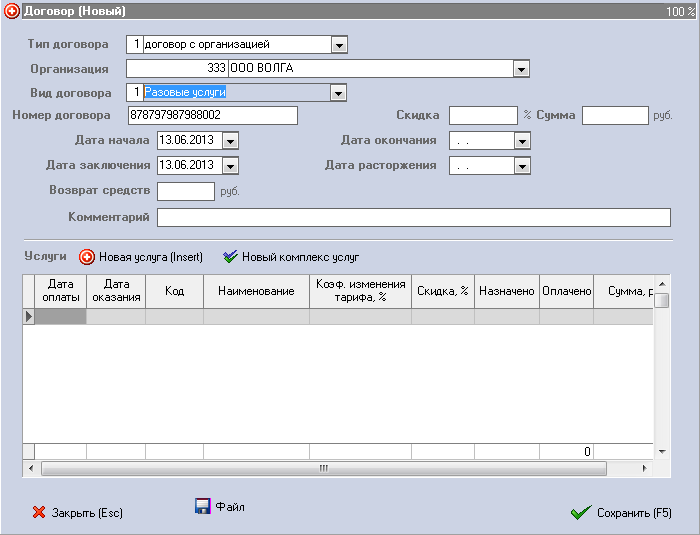 Договор (Новый) 100 %
Тип договора 1 договор с организацией
Организация 333 ООО ВОЛГА
Вид договора 1 Разовые услуги
Номер договора 878797987988002 Скидка % Сумма руб.
Дата начала 13.06.2013 Дата окончания . .
Дата заключения 13.06.2013 Дата расторжения . .
Возврат средств руб.
Комментарий
Услуги Новая услуга (Insert) Новый комплекс услуг
Дата оплаты Дата оказания Код Наименование Коэф. изменения тарифа, % Скидка, % Назначено Оплачено Сумма, р
0
Закрыть (Esc) Файл Сохранить (F5)